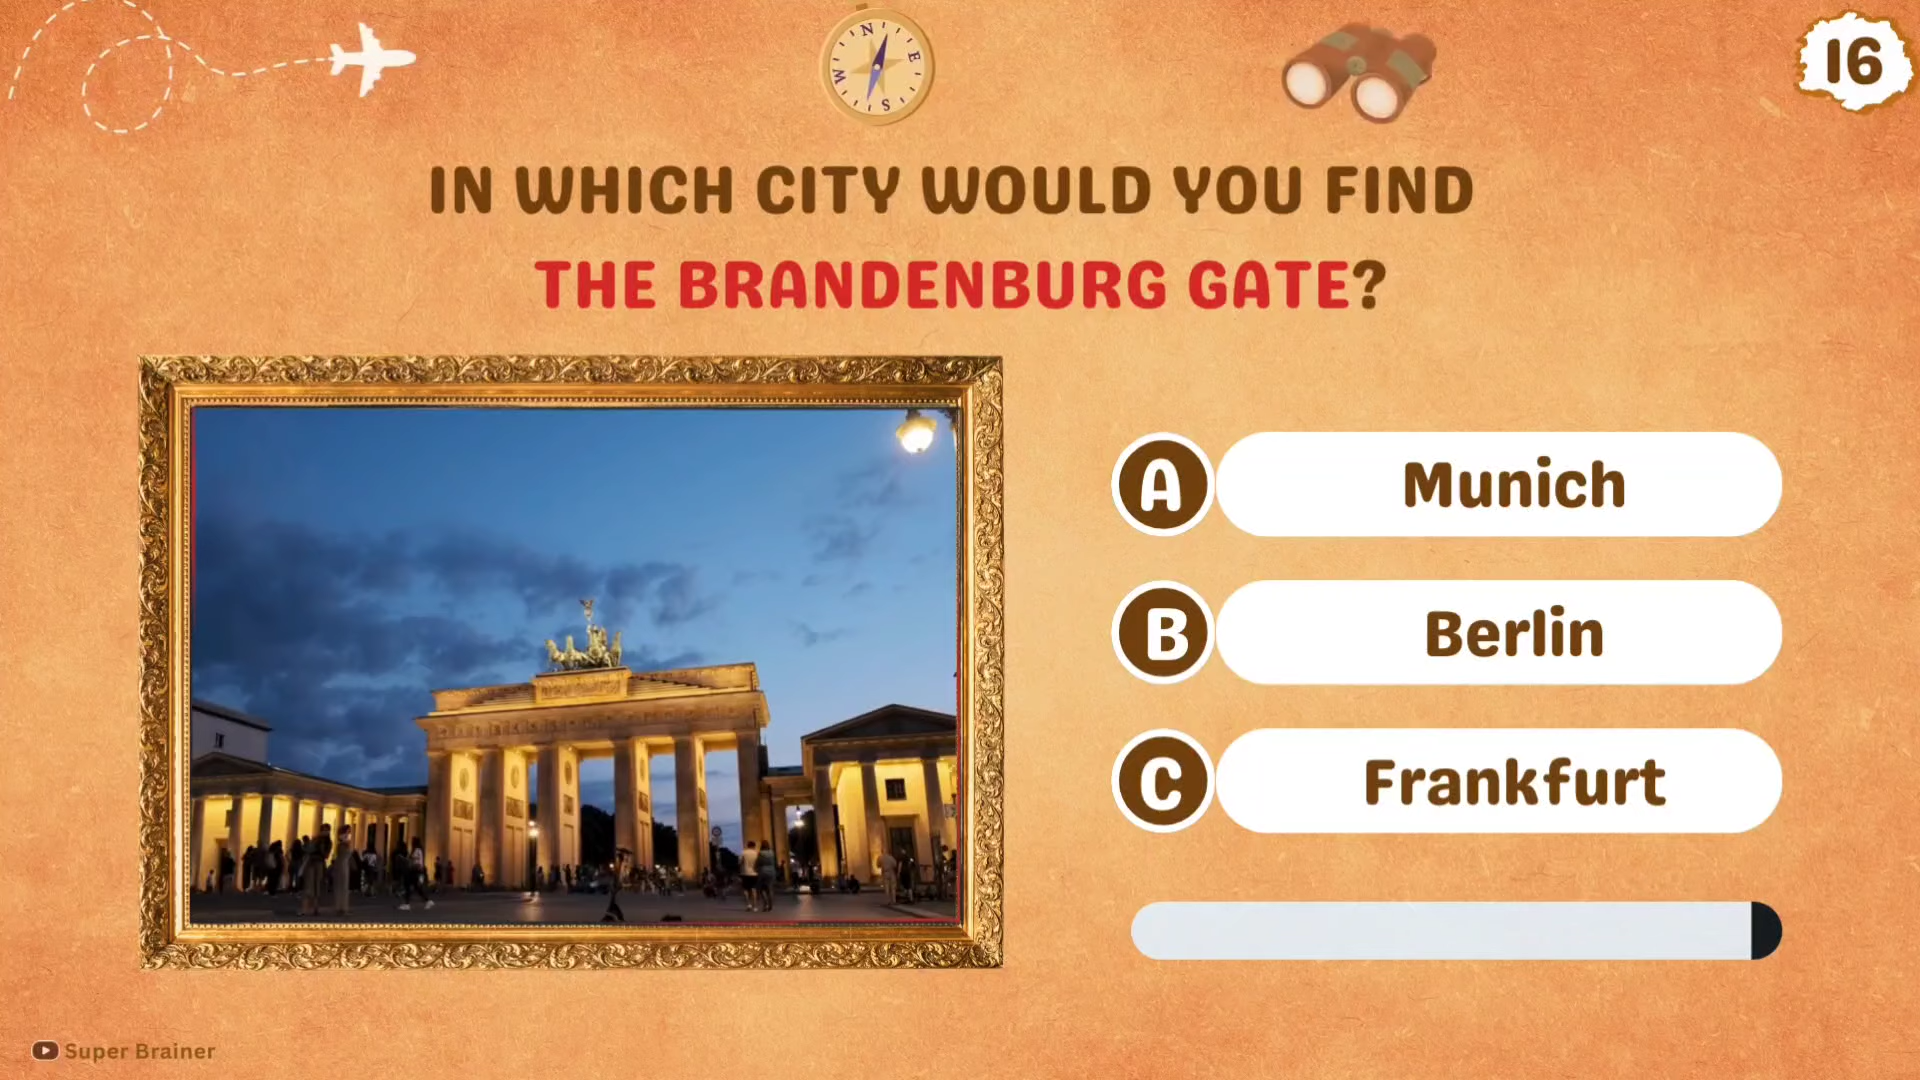 N
E
W
S
16
IN WHICH CITY WOULD YOU FIND
THE BRANDENBURG GATE?
A Munich
B Berlin
C Frankfurt
Super Brainer